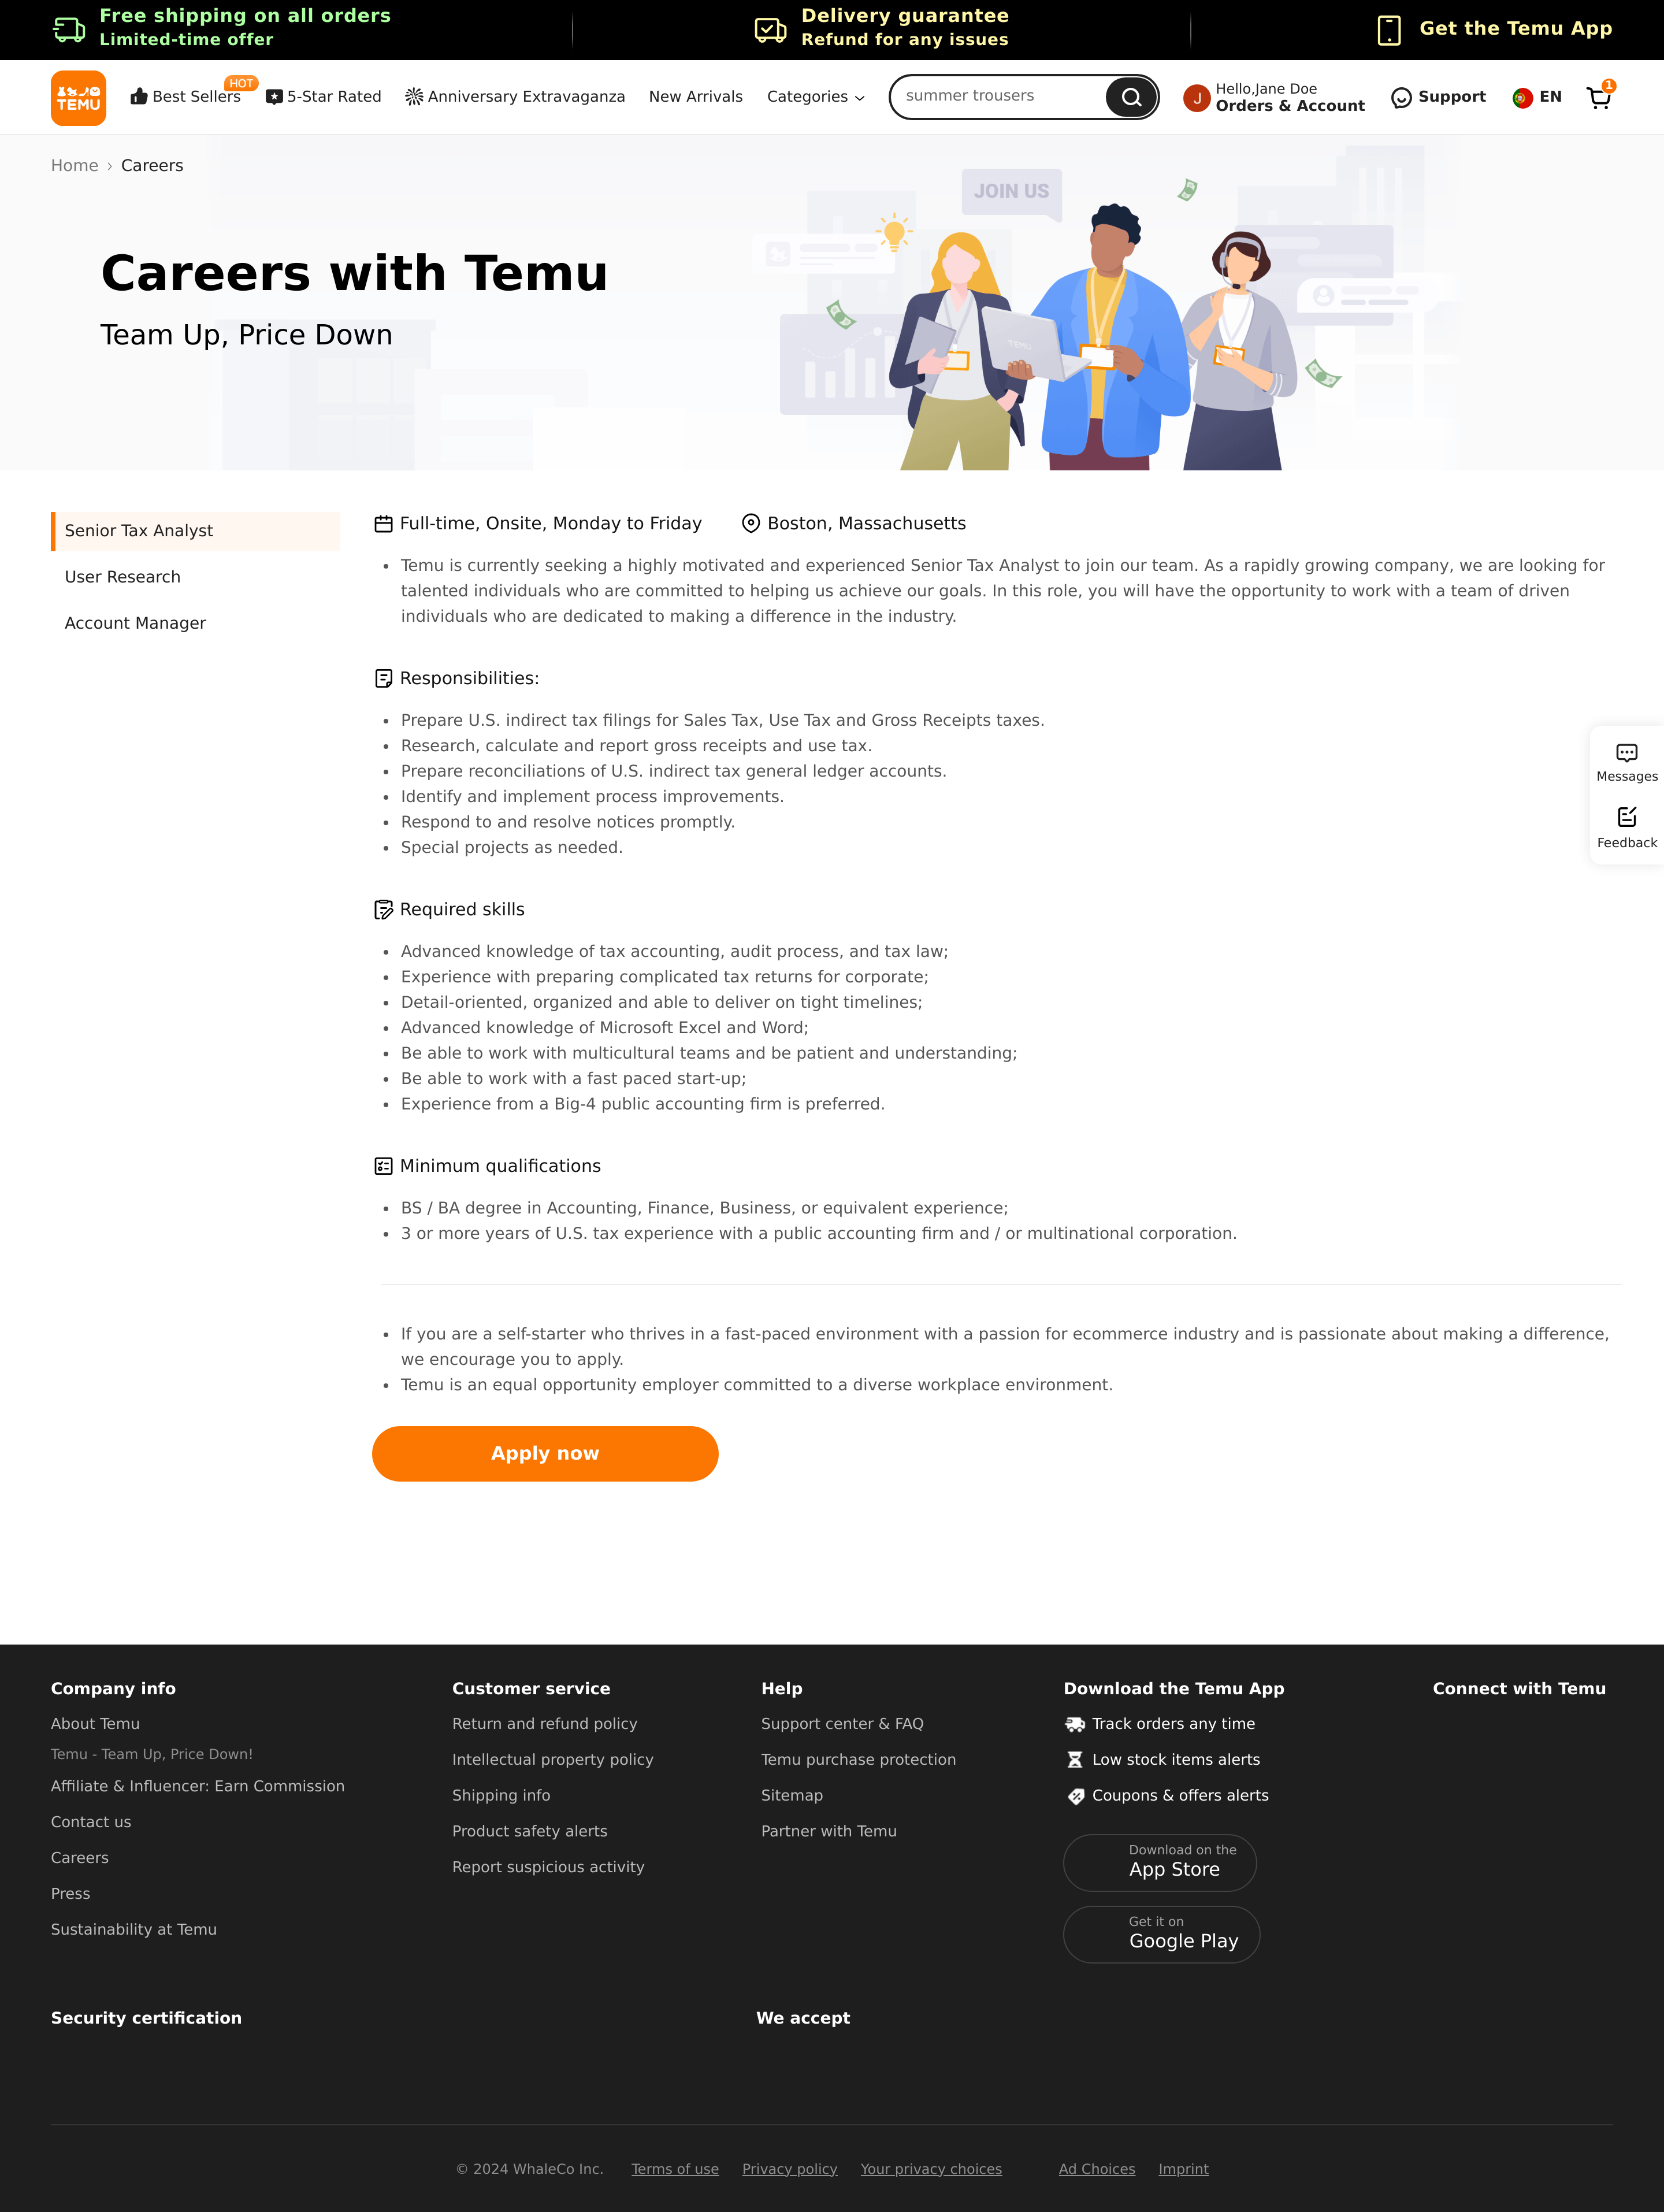 Free shipping on all orders
Limited-time offer
Delivery guarantee
Refund for any issues
Get the Temu App
TEMU
Best Sellers
HOT
5-Star Rated
Anniversary Extravaganza
New Arrivals
Categories
summer trousers
J
Hello,Jane Doe
Orders & Account
Support
EN
1
Home › Careers
JOIN US
Careers with Temu
Team Up, Price Down
TEMU
Senior Tax Analyst
User Research
Account Manager
Full-time, Onsite, Monday to Friday
Boston, Massachusetts
• Temu is currently seeking a highly motivated and experienced Senior Tax Analyst to join our team. As a rapidly growing company, we are looking for
talented individuals who are committed to helping us achieve our goals. In this role, you will have the opportunity to work with a team of driven
individuals who are dedicated to making a difference in the industry.
Responsibilities:
• Prepare U.S. indirect tax filings for Sales Tax, Use Tax and Gross Receipts taxes.
• Research, calculate and report gross receipts and use tax.
• Prepare reconciliations of U.S. indirect tax general ledger accounts.
• Identify and implement process improvements.
• Respond to and resolve notices promptly.
• Special projects as needed.
Messages
Feedback
Required skills
• Advanced knowledge of tax accounting, audit process, and tax law;
• Experience with preparing complicated tax returns for corporate;
• Detail-oriented, organized and able to deliver on tight timelines;
• Advanced knowledge of Microsoft Excel and Word;
• Be able to work with multicultural teams and be patient and understanding;
• Be able to work with a fast paced start-up;
• Experience from a Big-4 public accounting firm is preferred.
Minimum qualifications
• BS / BA degree in Accounting, Finance, Business, or equivalent experience;
• 3 or more years of U.S. tax experience with a public accounting firm and / or multinational corporation.
• If you are a self-starter who thrives in a fast-paced environment with a passion for ecommerce industry and is passionate about making a difference,
we encourage you to apply.
• Temu is an equal opportunity employer committed to a diverse workplace environment.
Apply now
Company info
About Temu
Temu - Team Up, Price Down!
Affiliate & Influencer: Earn Commission
Contact us
Careers
Press
Sustainability at Temu
Customer service
Return and refund policy
Intellectual property policy
Shipping info
Product safety alerts
Report suspicious activity
Help
Support center & FAQ
Temu purchase protection
Sitemap
Partner with Temu
Download the Temu App
Track orders any time
Low stock items alerts
Coupons & offers alerts
Download on the
App Store
Get it on
Google Play
Connect with Temu
Security certification
We accept
© 2024 WhaleCo Inc.
Terms of use
Privacy policy
Your privacy choices
Ad Choices
Imprint